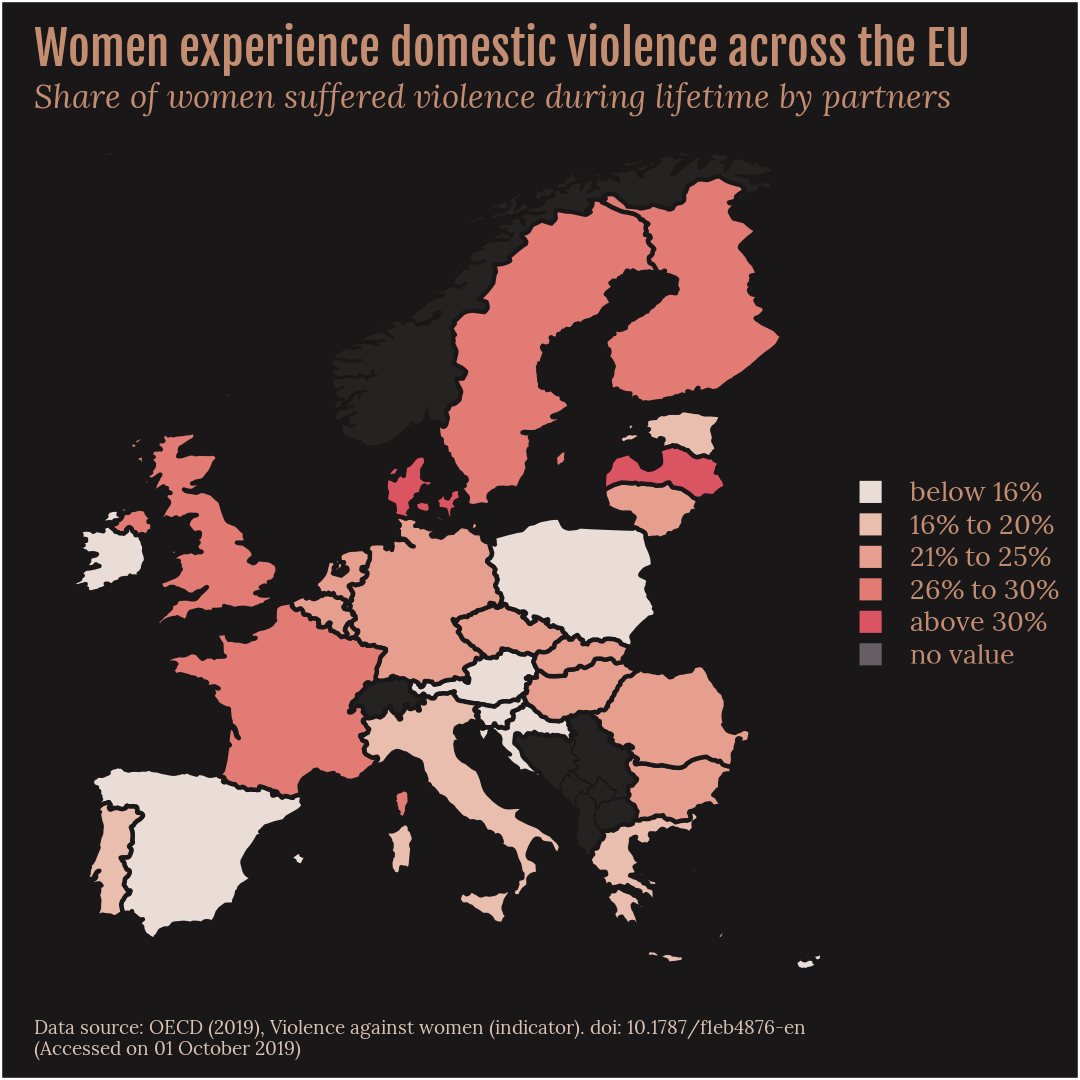 Women experience domestic violence across the EU
Share of women suffered violence during lifetime by partners
below 16%
16% to 20%
21% to 25%
26% to 30%
above 30%
no value
Data source: OECD (2019), Violence against women (indicator). doi: 10.1787/f1eb4876-en
(Accessed on 01 October 2019)